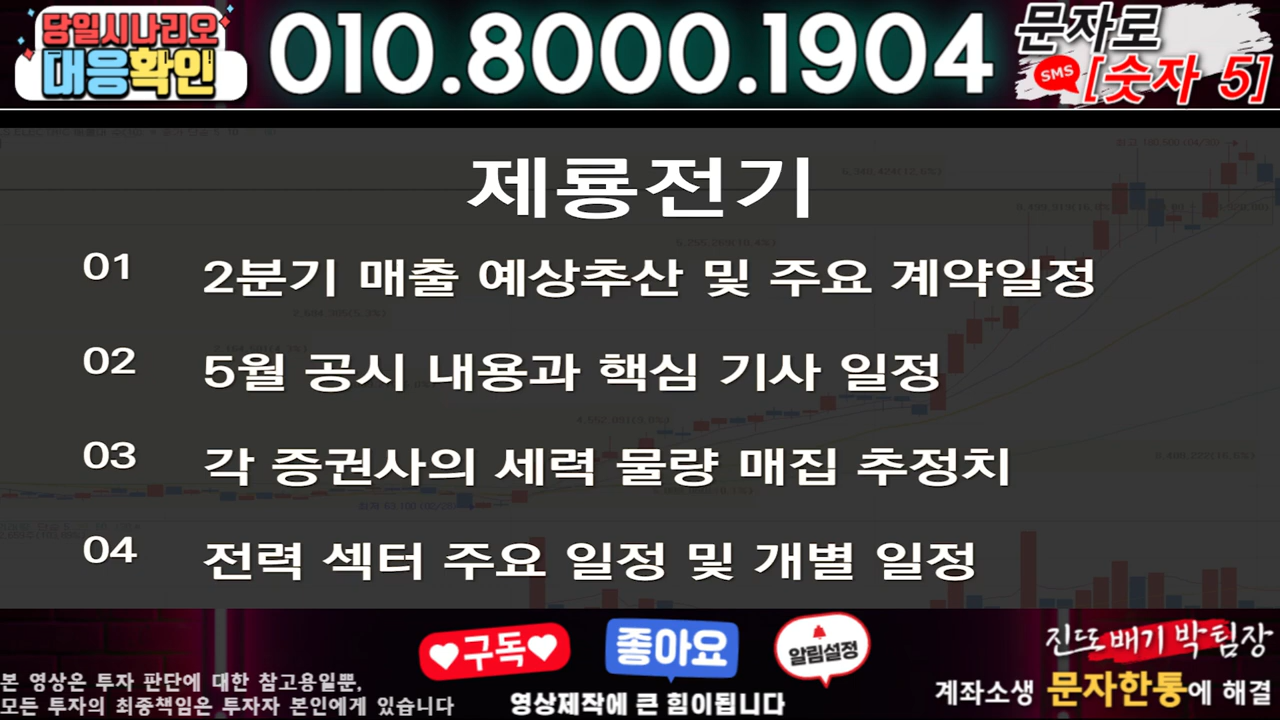 당일시나리오
대응확인
010.8000.1904
문자로
SMS
[숫자 5]
제룡전기
01 2분기 매출 예상추산 및 주요 계약일정
02 5월 공시 내용과 핵심 기사 일정
03 각 증권사의 세력 물량 매집 추정치
04 전력 섹터 주요 일정 및 개별 일정
구독
좋아요
알림설정
영상제작에 큰 힘이됩니다
본 영상은 투자 판단에 대한 참고용일뿐,
모든 투자의 최종책임은 투자자 본인에게 있습니다
진또배기 박팀장
계좌소생 문자한통에 해결